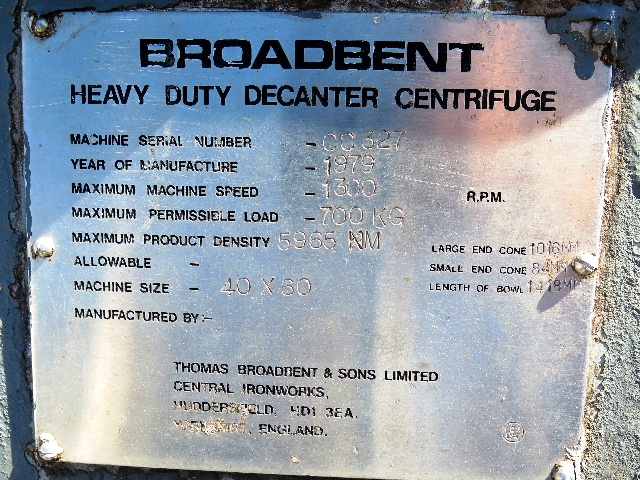 BROADBENT
HEAVY DUTY DECANTER CENTRIFUGE
MACHINE SERIAL NUMBER - CC 327
YEAR OF MANUFACTURE - 1979
MAXIMUM MACHINE SPEED - 1300 R.P.M.
MAXIMUM PERMISSIBLE LOAD - 700 KG
MAXIMUM PRODUCT DENSITY 5965 NM
LARGE END CONE 1016MM
ALLOWABLE -
SMALL END CONE
MACHINE SIZE - 40 X 60
LENGTH OF BOWL
MANUFACTURED BY:-
THOMAS BROADBENT & SONS LIMITED
CENTRAL IRONWORKS,
HUDDERSFIELD. HD1 3EA.
YORKSHIRE, ENGLAND.